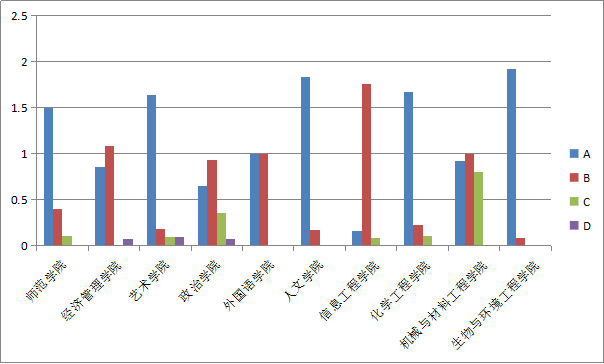 2.5
2
1.5
1
0.5
0
师范学院
经济管理学院
艺术学院
政治学院
外国语学院
人文学院
信息工程学院
化学工程学院
机械与材料工程学院
生物与环境工程学院
A
B
C
D